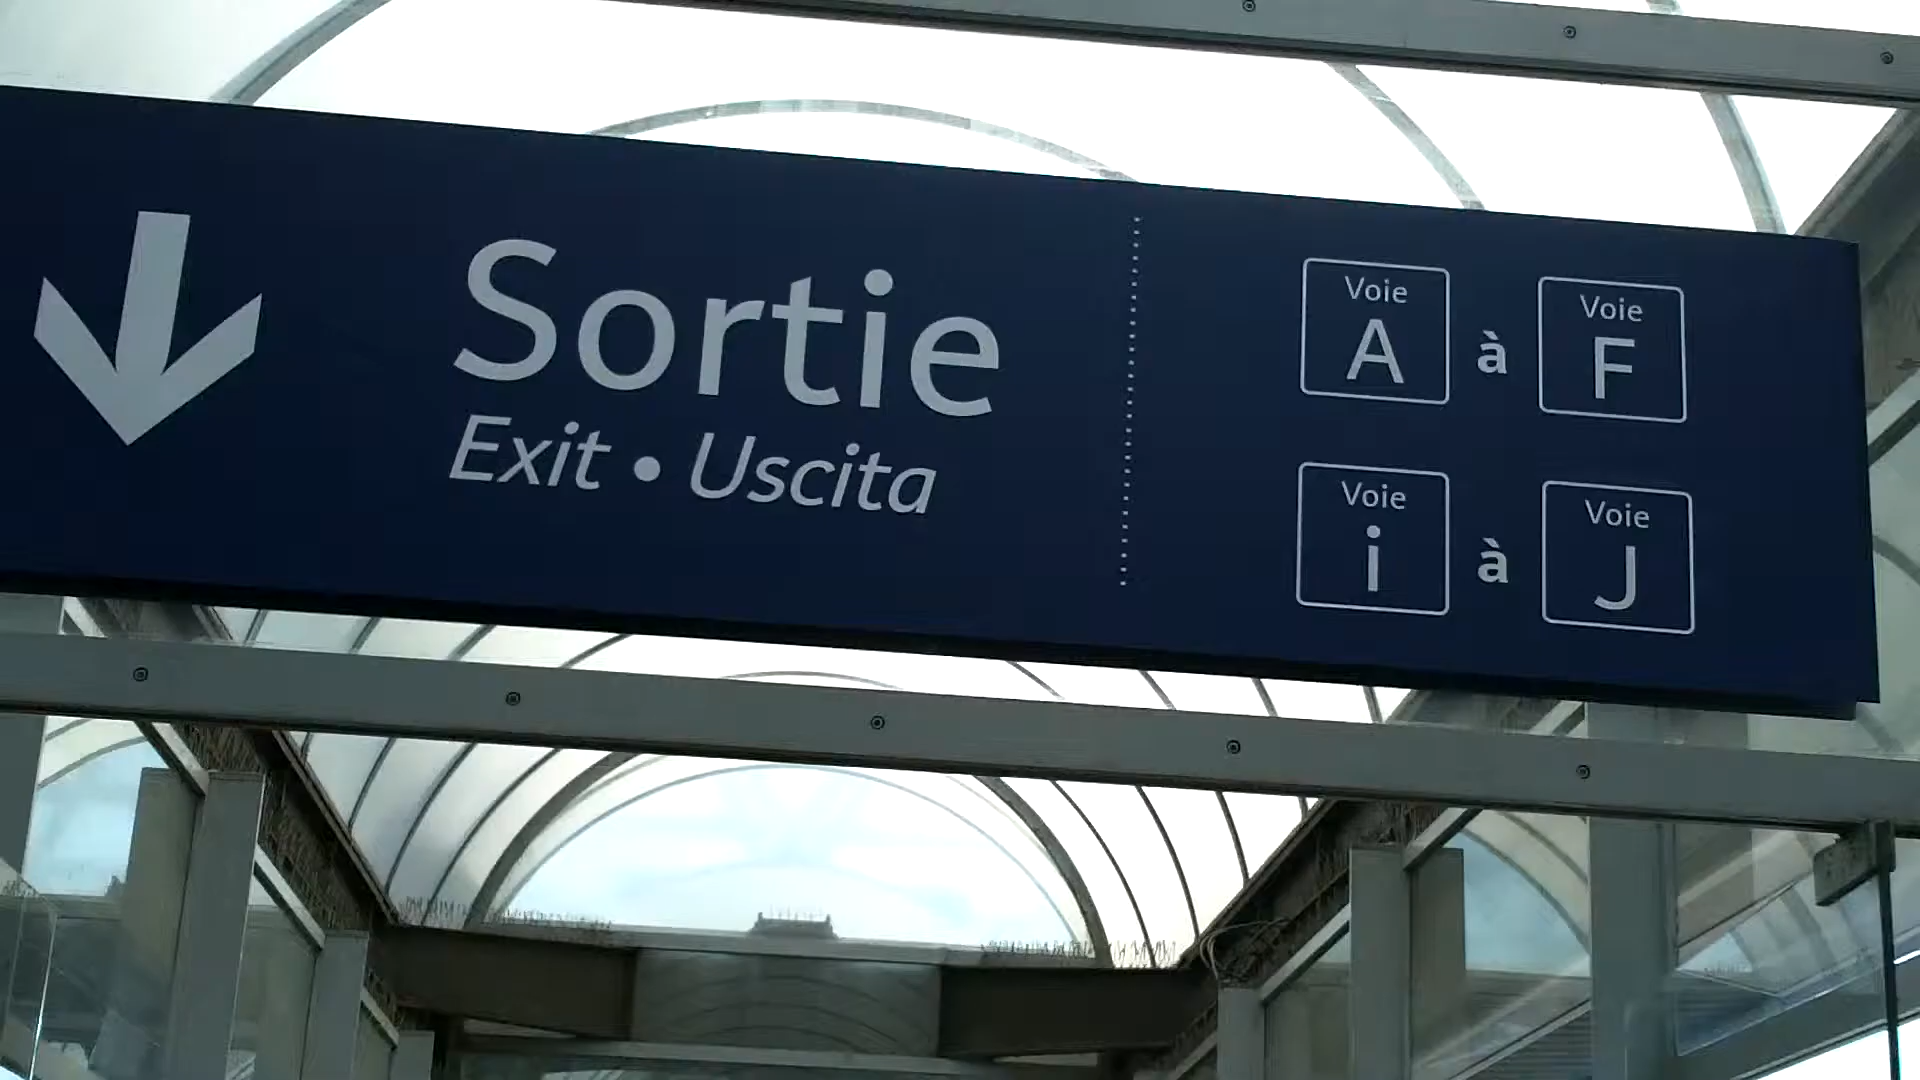 Sortie
Exit • Uscita
Voie A à Voie F
Voie i à Voie J